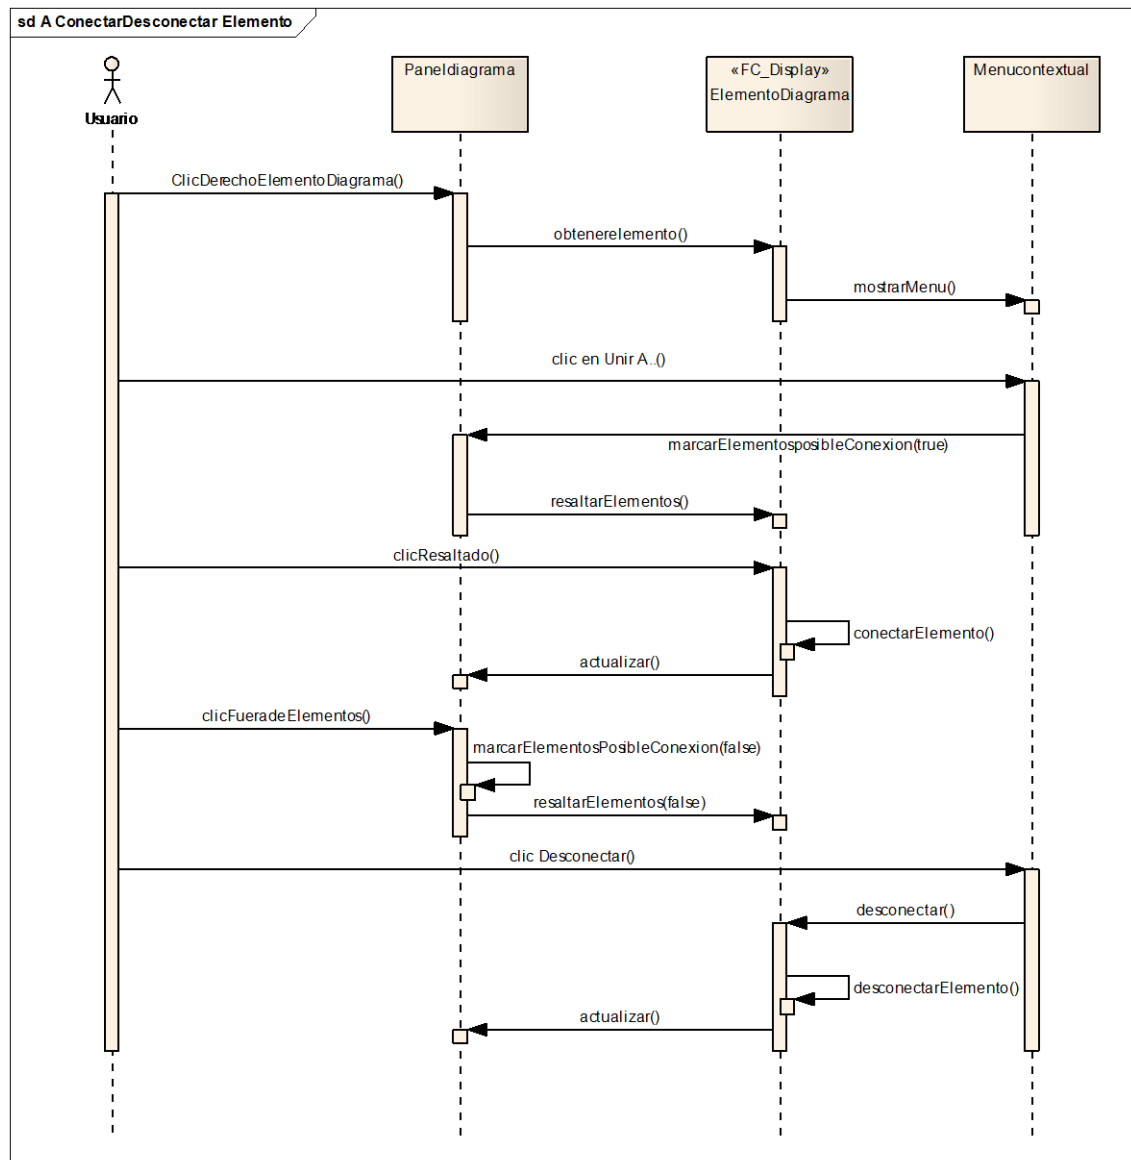 sd A ConectarDesconectar Elemento
Usuario
Paneldiagrama
«FC_Display»
ElementoDiagrama
Menucontextual
ClicDerechoElementoDiagrama()
obtenerelemento()
mostrarMenu()
clic en Unir A..()
marcarElementosposibleConexion(true)
resaltarElementos()
clicResaltado()
conectarElemento()
actualizar()
clicFueradeElementos()
marcarElementosPosibleConexion(false)
resaltarElementos(false)
clic Desconectar()
desconectar()
desconectarElemento()
actualizar()